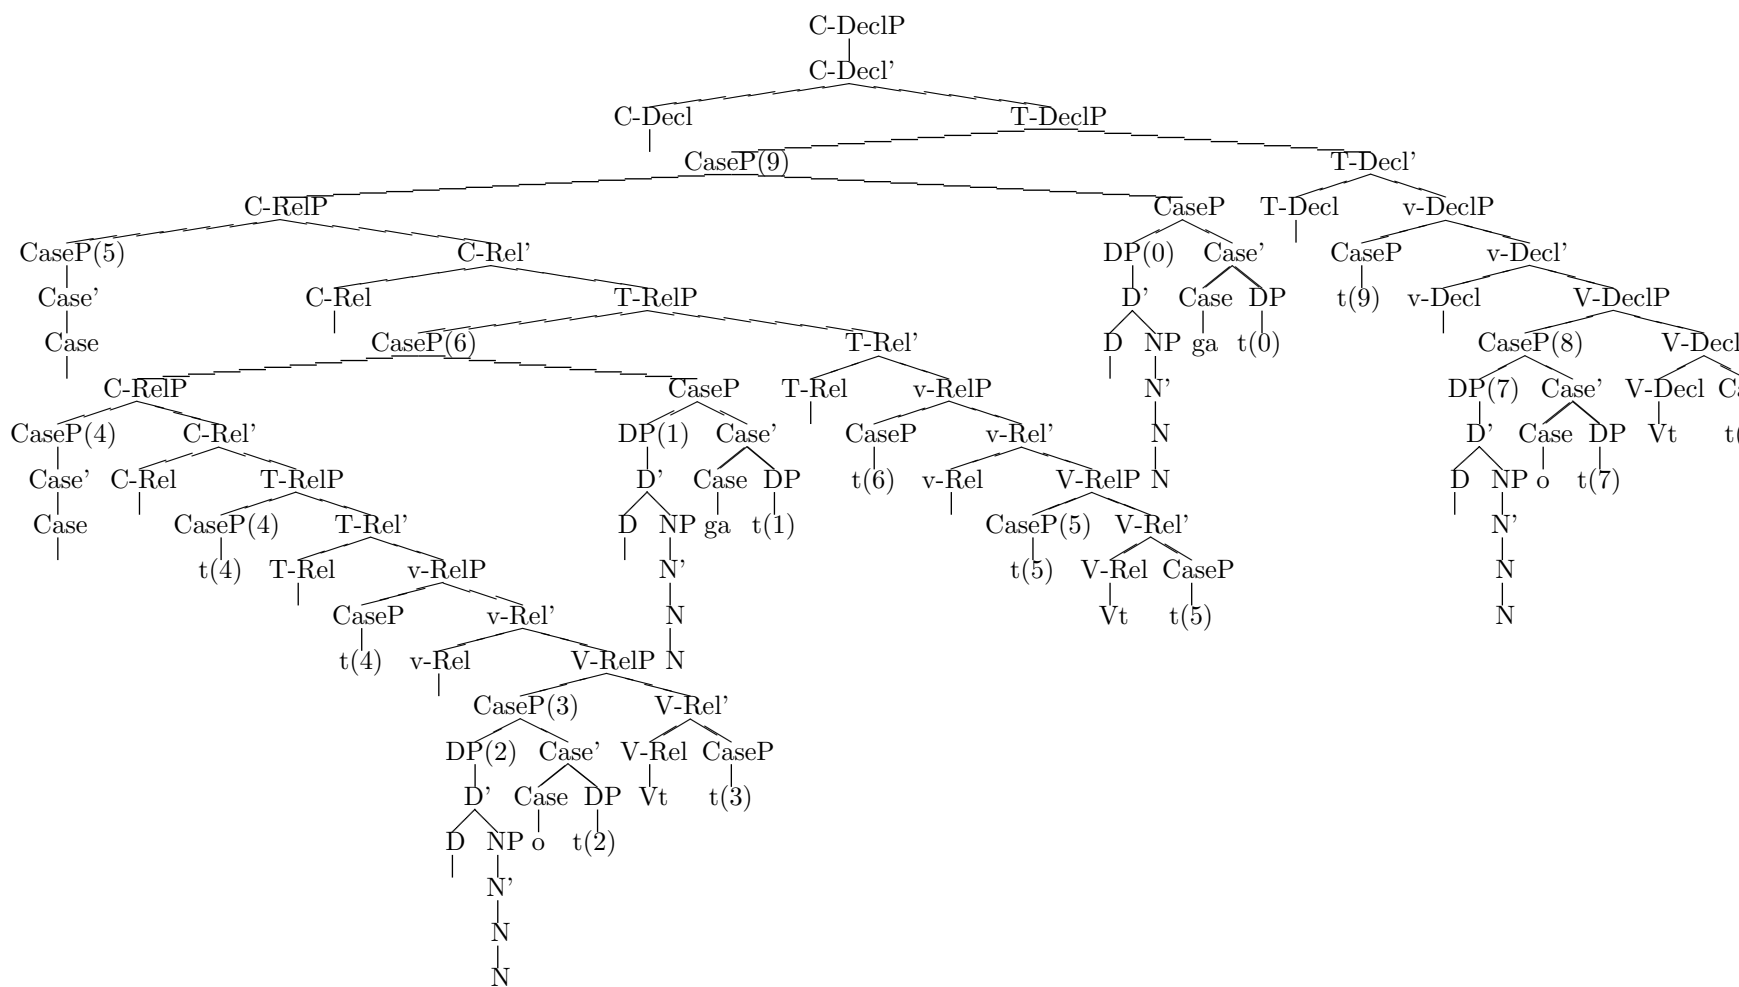 C-DeclP
C-Decl'
C-Decl T-DeclP
CaseP(9) T-Decl'
C-RelP CaseP T-Decl v-DeclP
CaseP(5) C-Rel' DP(0) Case' CaseP v-Decl'
Case' C-Rel T-RelP D' Case DP t(9) v-Decl V-DeclP
Case CaseP(6) T-Rel' D NP ga t(0) CaseP(8) V-Decl
C-RelP CaseP T-Rel v-RelP N' DP(7) Case' V-Decl
CaseP(4) C-Rel' DP(1) Case' CaseP v-Rel' N D' Case DP Vt
Case' C-Rel T-RelP D' Case DP t(6) v-Rel V-RelP N D NP o t(7)
Case CaseP(4) T-Rel' D NP ga t(1) CaseP(5) V-Rel' N'
t(4) T-Rel v-RelP N' t(5) V-Rel CaseP N
CaseP v-Rel' N Vt t(5) N
t(4) v-Rel V-RelP N
CaseP(3) V-Rel'
DP(2) Case' V-Rel CaseP
D' Case DP Vt t(3)
D NP o t(2)
N'
N
N